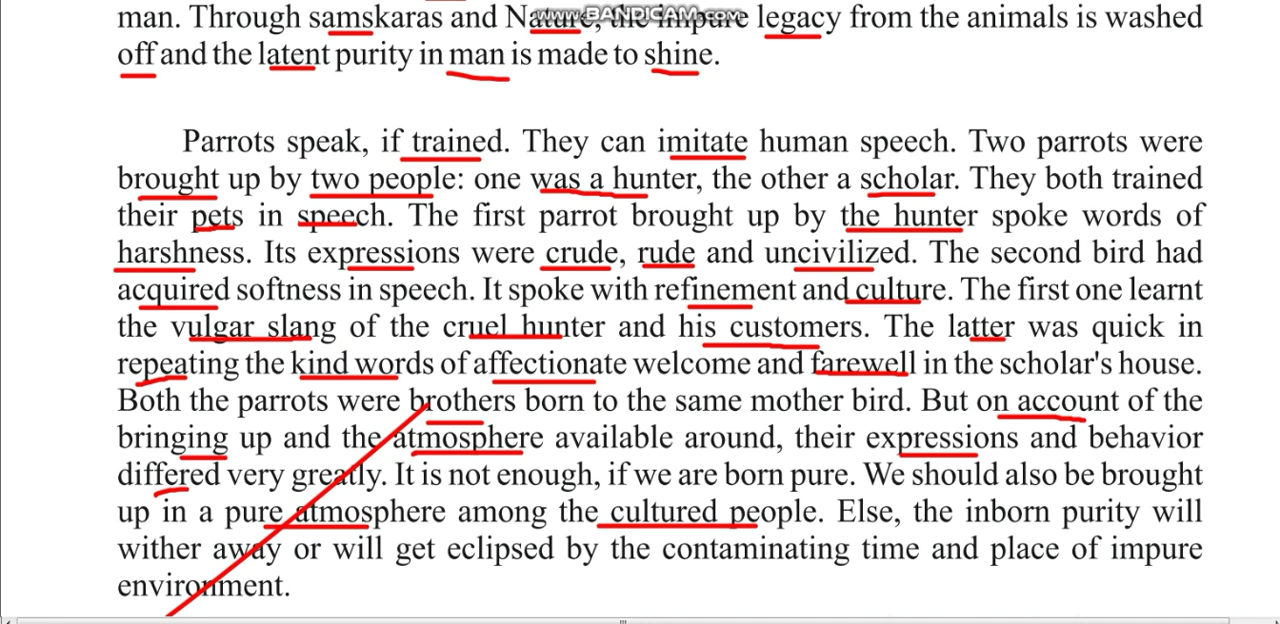 man. Through samskaras and Nature, the impure legacy from the animals is washed
www.BANDICAM.com
off and the latent purity in man is made to shine.
Parrots speak, if trained. They can imitate human speech. Two parrots were
brought up by two people: one was a hunter, the other a scholar. They both trained
their pets in speech. The first parrot brought up by the hunter spoke words of
harshness. Its expressions were crude, rude and uncivilized. The second bird had
acquired softness in speech. It spoke with refinement and culture. The first one learnt
the vulgar slang of the cruel hunter and his customers. The latter was quick in
repeating the kind words of affectionate welcome and farewell in the scholar's house.
Both the parrots were brothers born to the same mother bird. But on account of the
bringing up and the atmosphere available around, their expressions and behavior
differed very greatly. It is not enough, if we are born pure. We should also be brought
up in a pure atmosphere among the cultured people. Else, the inborn purity will
wither away or will get eclipsed by the contaminating time and place of impure
environment.